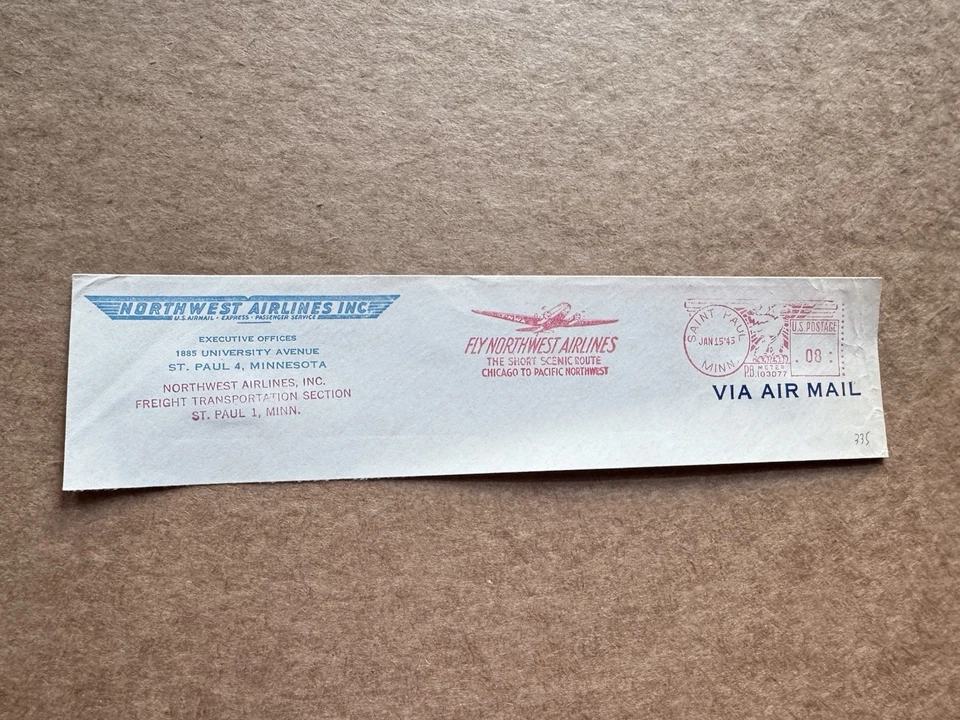 NORTHWEST AIRLINES INC
U.S. AIRMAIL • EXPRESS • PASSENGER SERVICE
EXECUTIVE OFFICES
1885 UNIVERSITY AVENUE
ST. PAUL 4, MINNESOTA
NORTHWEST AIRLINES, INC.
FREIGHT TRANSPORTATION SECTION
ST. PAUL 1, MINN.
FLY NORTHWEST AIRLINES
THE SHORT SCENIC ROUTE
CHICAGO TO PACIFIC NORTHWEST
SAINT PAUL
JAN 15'43
MINN.
U.S. POSTAGE
08
P.B. METER
103077
VIA AIR MAIL
335